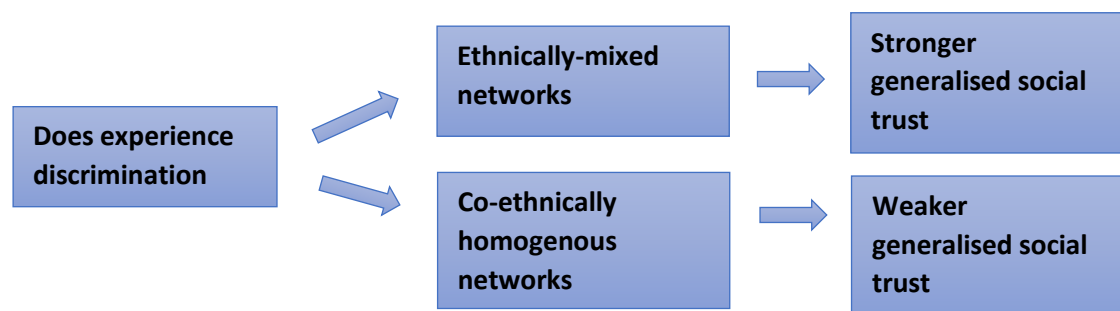 Does experience
discrimination
Ethnically-mixed
networks
Stronger
generalised social
trust
Co-ethnically
homogenous
networks
Weaker
generalised social
trust